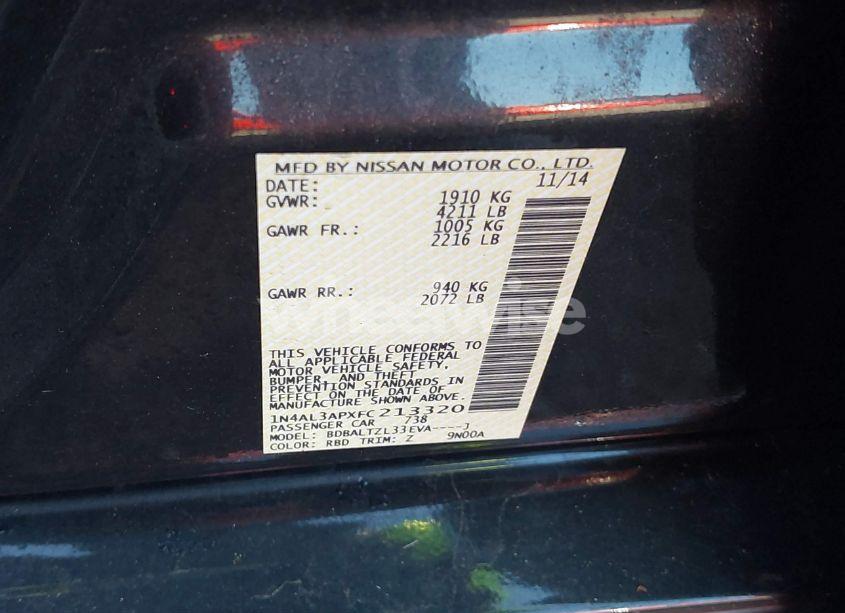 MFD BY NISSAN MOTOR CO., LTD.
DATE: 11/14
GVWR: 1910 KG
4211 LB
GAWR FR.: 1005 KG
2216 LB
GAWR RR.: 940 KG
2072 LB
THIS VEHICLE CONFORMS TO
ALL APPLICABLE FEDERAL
MOTOR VEHICLE SAFETY,
BUMPER, AND THEFT
PREVENTION STANDARDS IN
EFFECT ON THE DATE OF
MANUFACTURE SHOWN ABOVE.
1N4AL3APXFC213320
PASSENGER CAR 738
MODEL: BDBALTZL33EVA----J
COLOR: RBD TRIM: Z 9N00A